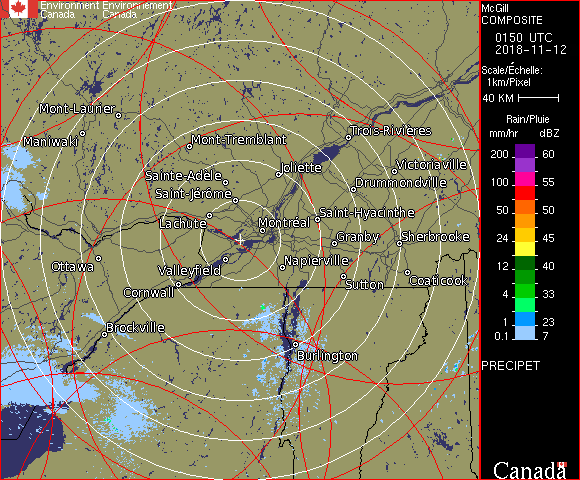 Environment Environnement
Canada Canada
McGill
COMPOSITE
0150 UTC
2018-11-12
Scale/Échelle:
1km/Pixel
40 KM
Rain/Pluie
mm/hr dBZ
200 60
100 55
50 50
24 45
12 40
4 33
1 23
0.1 7
PRECIPET
Canada
Mont-Laurier
Maniwaki
Mont-Tremblant
Trois-Rivières
Sainte-Adèle
Joliette
Victoriaville
Saint-Jérôme
Drummondville
Lachute
Montréal
Saint-Hyacinthe
Granby
Sherbrooke
Ottawa
Valleyfield
Napierville
Cornwall
Sutton
Coaticook
Brockville
Burlington